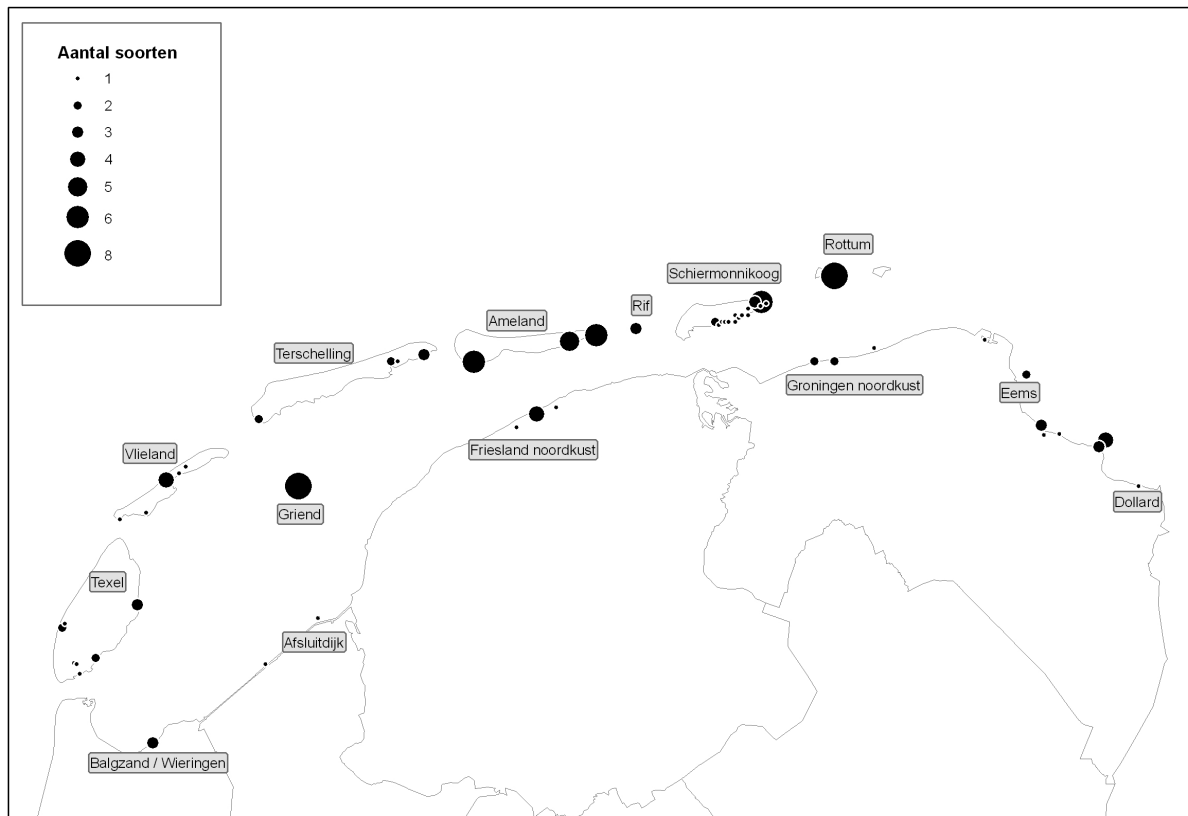 Aantal soorten
1
2
3
4
5
6
8
Rottum
Schiermonnikoog
Rif
Ameland
Terschelling
Groningen noordkust
Eems
Vlieland
Friesland noordkust
Griend
Dollard
Texel
Afsluitdijk
Balgzand / Wieringen